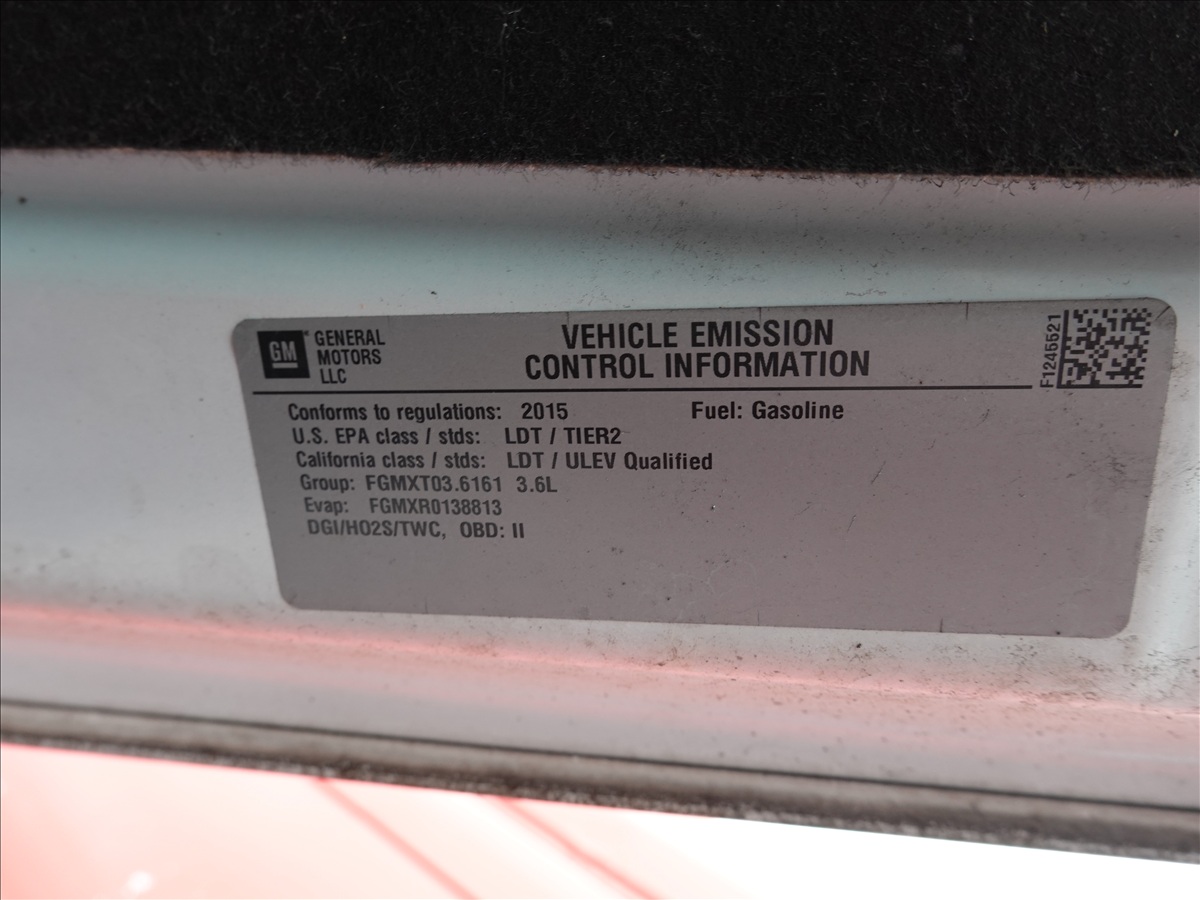 GM
GENERAL
MOTORS
LLC
VEHICLE EMISSION
CONTROL INFORMATION
F1245521
Conforms to regulations: 2015 Fuel: Gasoline
U.S. EPA class / stds: LDT / TIER2
California class / stds: LDT / ULEV Qualified
Group: FGMXT03.6161 3.6L
Evap: FGMXR0138813
DGI/HO2S/TWC, OBD: II